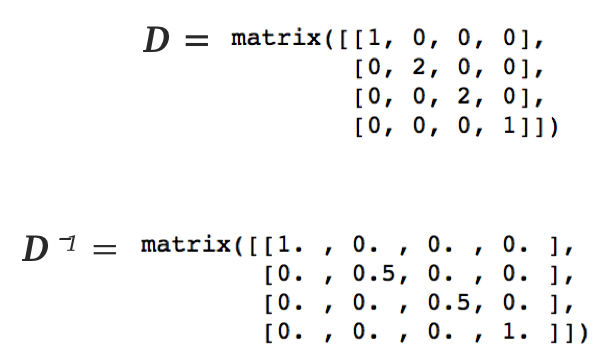 D = matrix([[1, 0, 0, 0],
[0, 2, 0, 0],
[0, 0, 2, 0],
[0, 0, 0, 1]])
D⁻¹ = matrix([[1. , 0. , 0. , 0. ],
[0. , 0.5, 0. , 0. ],
[0. , 0. , 0.5, 0. ],
[0. , 0. , 0. , 1. ]])